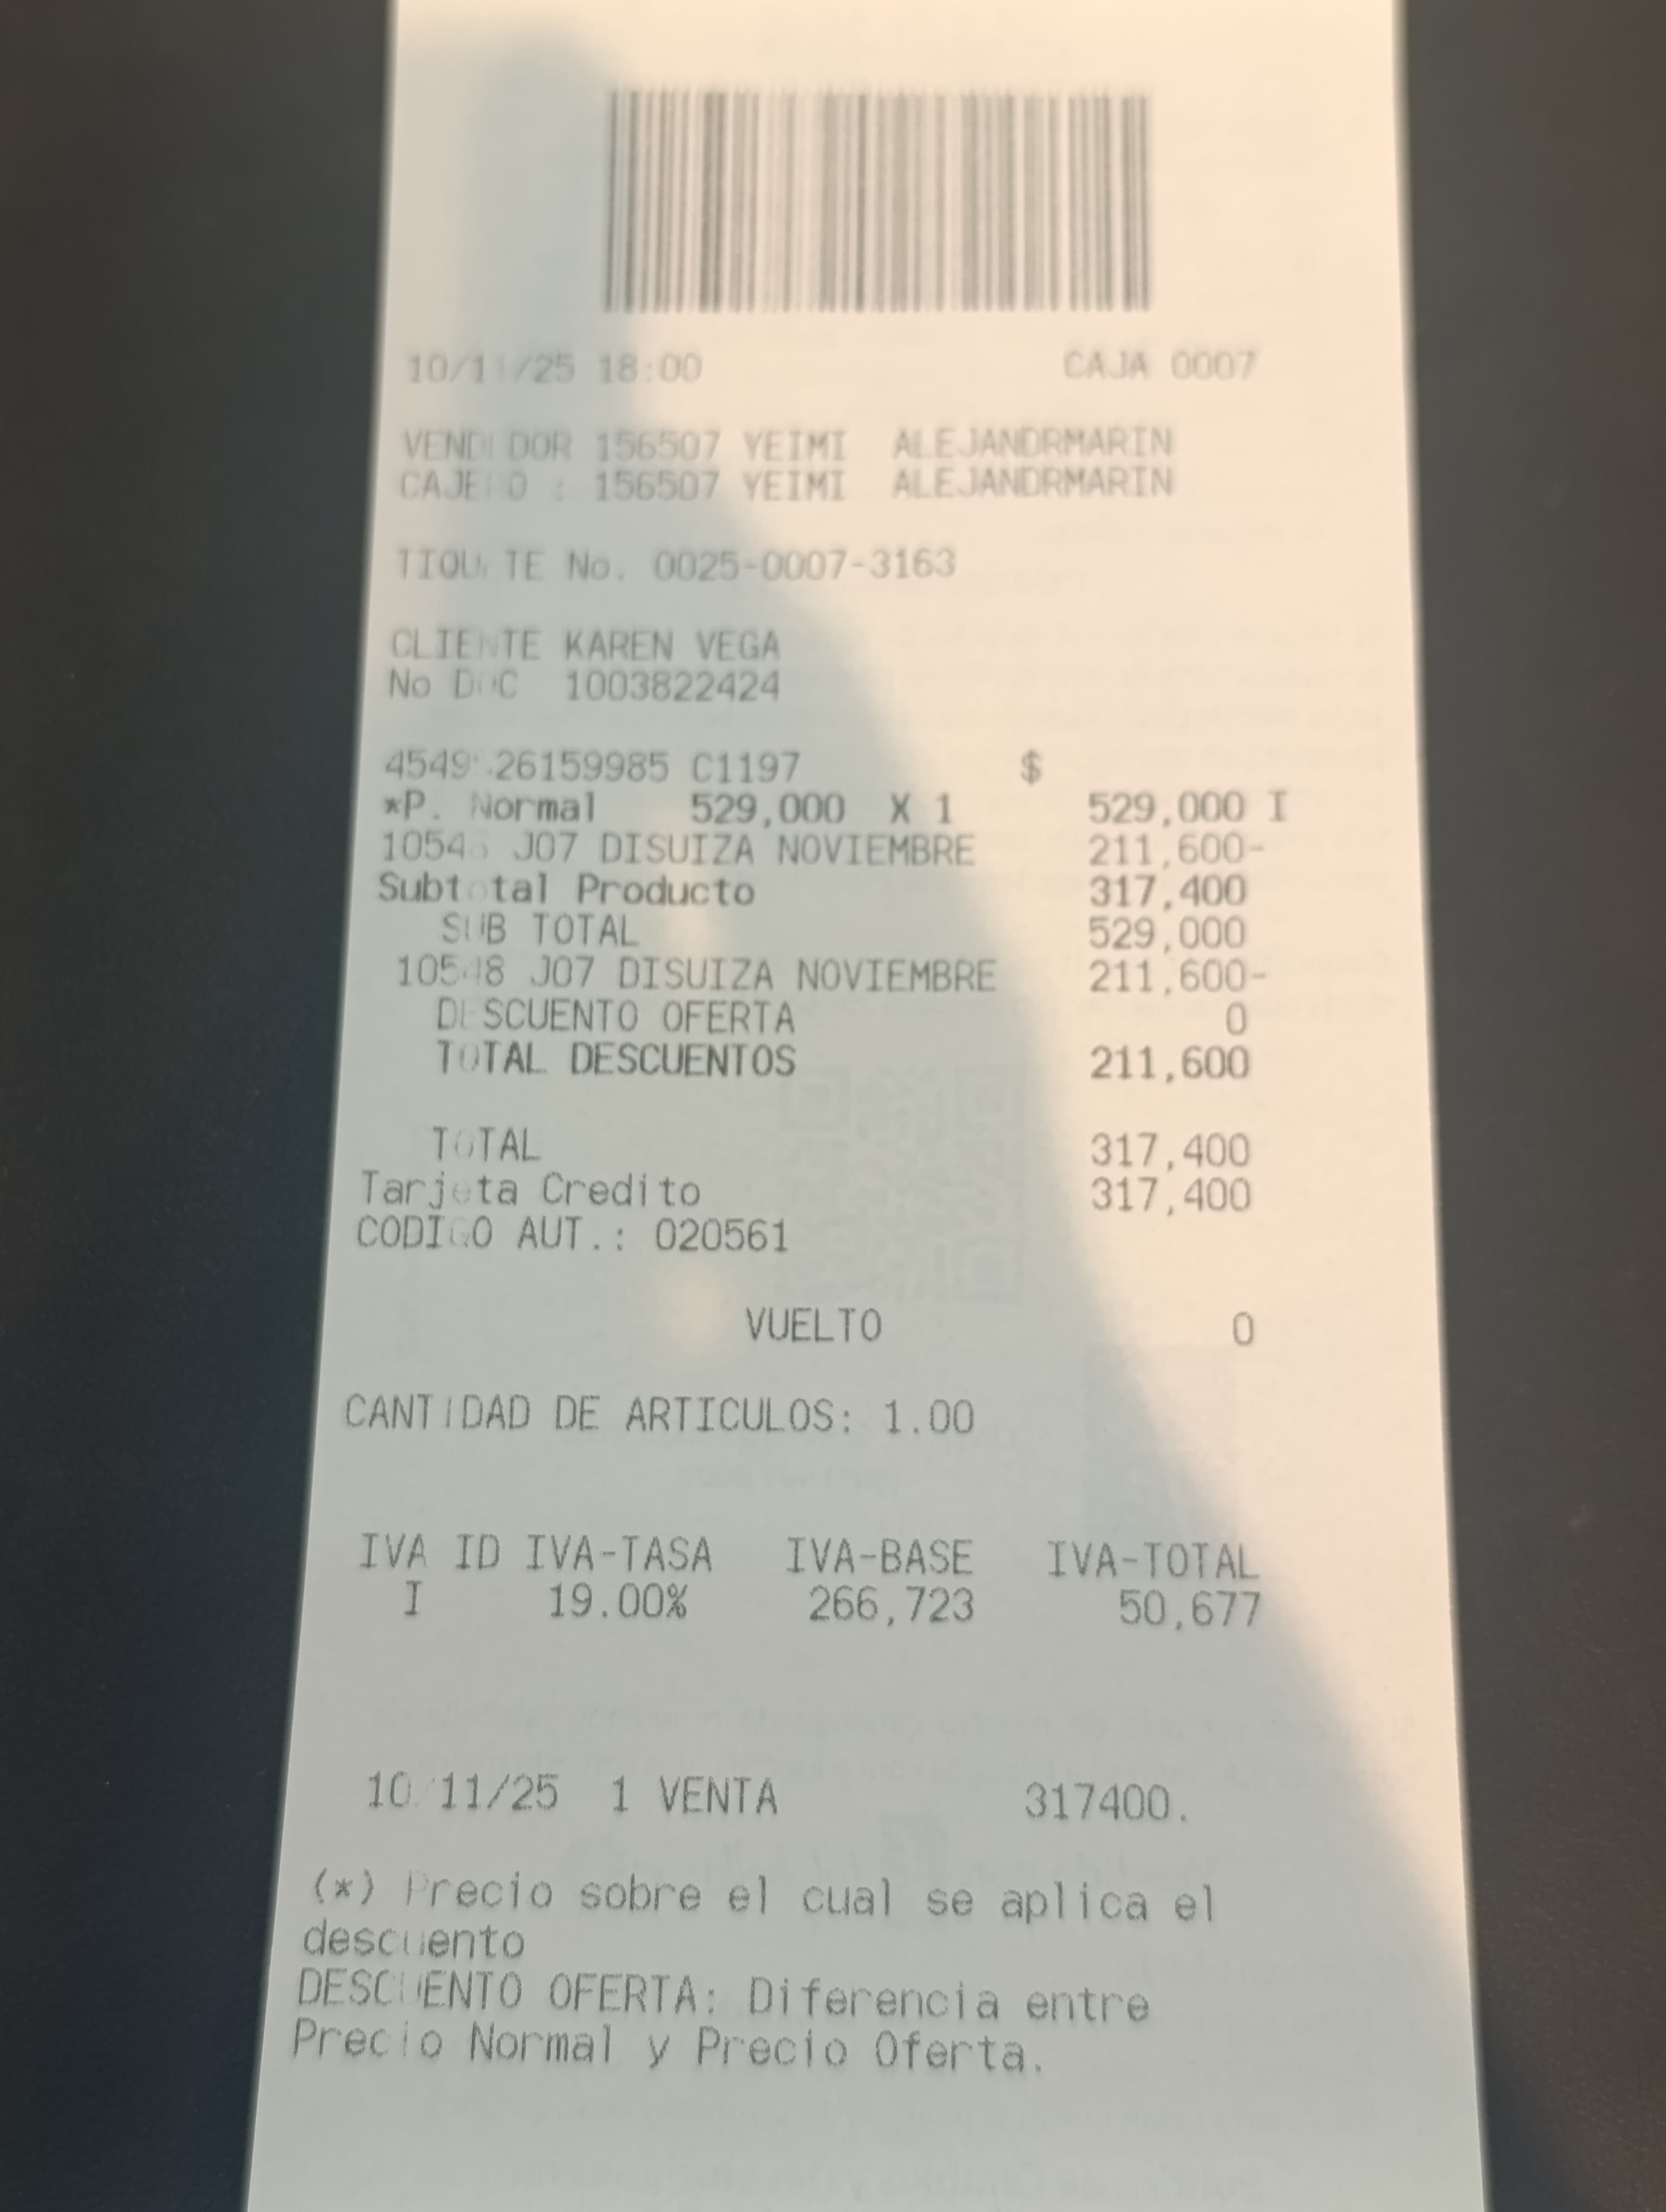 10/11/25 18:00 CAJA 0007
VENDEDOR 156507 YEIMI ALEJANDRMARIN
CAJERO : 156507 YEIMI ALEJANDRMARIN
TIQUETE No. 0025-0007-3163
CLIENTE KAREN VEGA
No DOC 1003822424
C1197 $
*P. Normal 529,000 X 1 529,000 I
J07 DISUIZA NOVIEMBRE 211,600-
Subtotal Producto 317,400
SUB TOTAL 529,000
10548 J07 DISUIZA NOVIEMBRE 211,600-
DESCUENTO OFERTA 0
TOTAL DESCUENTOS 211,600
TOTAL 317,400
Tarjeta Credito 317,400
CODIGO AUT.: 020561
VUELTO 0
CANTIDAD DE ARTICULOS: 1.00
IVA ID IVA-TASA IVA-BASE IVA-TOTAL
I 19.00% 266,723 50,677
10/11/25 1 VENTA 317400.
(*) Precio sobre el cual se aplica el
descuento
DESCUENTO OFERTA: Diferencia entre
Precio Normal y Precio Oferta.